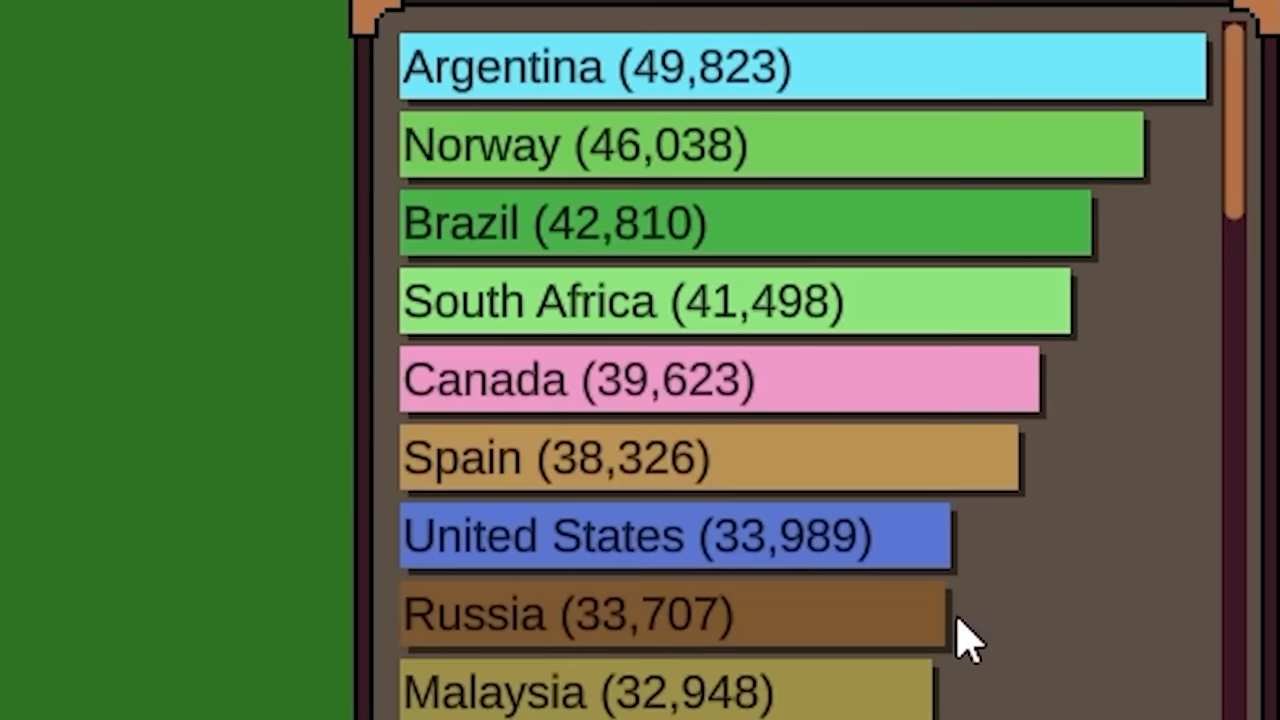 Argentina (49,823)
Norway (46,038)
Brazil (42,810)
South Africa (41,498)
Canada (39,623)
Spain (38,326)
United States (33,989)
Russia (33,707)
Malaysia (32,948)